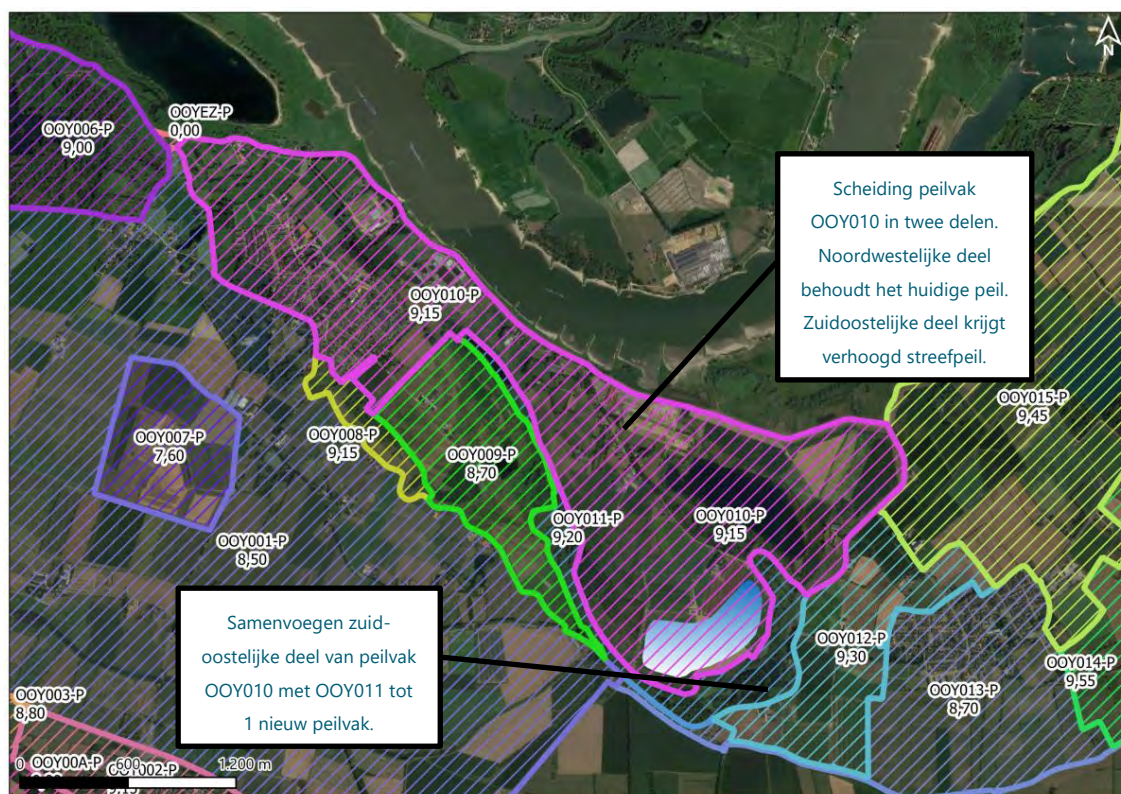 N
OOYEZ-P
0,00
OOY006-P
9,00
Scheiding peilvak
OOY010 in twee delen.
Noordwestelijke deel
behoudt het huidige peil.
Zuidoostelijke deel krijgt
verhoogd streefpeil.
OOY010-P
9,15
OOY015-P
9,45
OOY007-P
7,60
OOY008-P
9,15
OOY009-P
8,70
OOY011-P
9,20
OOY010-P
9,15
OOY001-P
8,50
Samenvoegen zuid-
oostelijke deel van peilvak
OOY010 met OOY011 tot
1 nieuw peilvak.
OOY012-P
9,30
OOY013-P
8,70
OOY014-P
9,55
OOY003-P
8,80
OOY00A-P
0
600
1.200 m